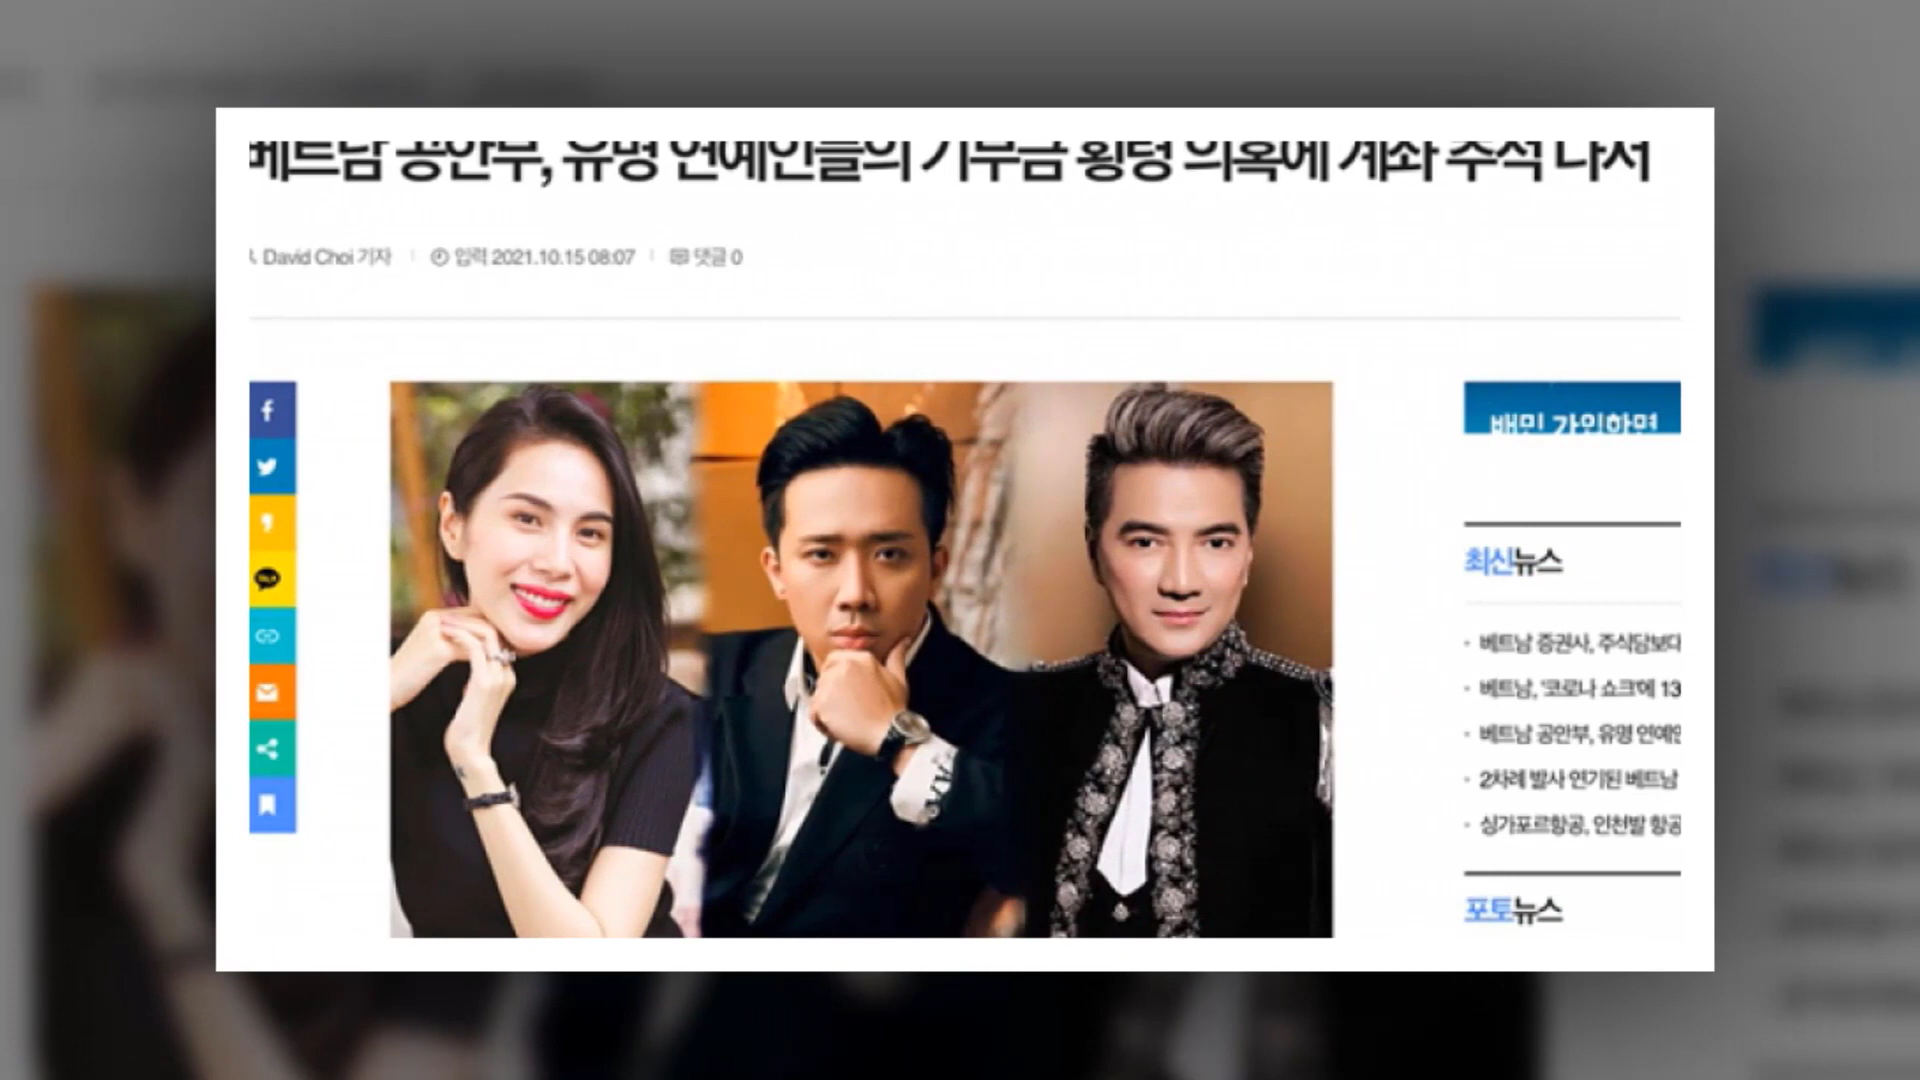 베트남 공안부, 유명 연예인들의 기부금 횡령 의혹에 계좌 추적 나서
David Choi 기자
입력 2021.10.15 08:07
댓글 0
TALK
배민 가입하면
최신뉴스
· 베트남 증권사, 주식담보대
· 베트남, '코로나 쇼크'에 13
· 베트남 공안부, 유명 연예인
· 2차례 발사 연기된 베트남
· 싱가포르항공, 인천발 항공
포토뉴스